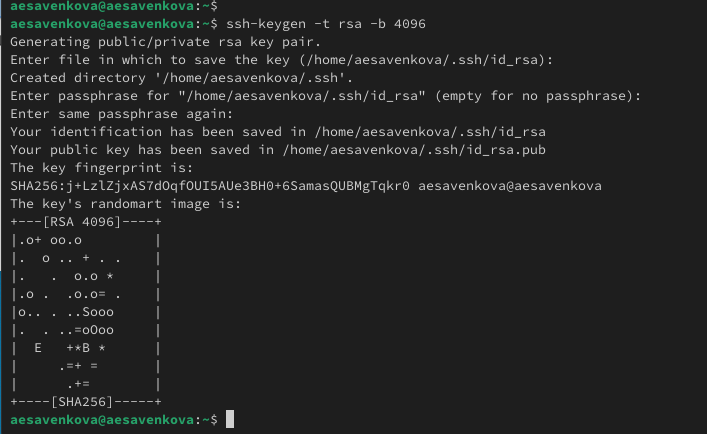 aesavenkova@aesavenkova:~$
aesavenkova@aesavenkova:~$ ssh-keygen -t rsa -b 4096
Generating public/private rsa key pair.
Enter file in which to save the key (/home/aesavenkova/.ssh/id_rsa):
Created directory '/home/aesavenkova/.ssh'.
Enter passphrase for "/home/aesavenkova/.ssh/id_rsa" (empty for no passphrase):
Enter same passphrase again:
Your identification has been saved in /home/aesavenkova/.ssh/id_rsa
Your public key has been saved in /home/aesavenkova/.ssh/id_rsa.pub
The key fingerprint is:
SHA256:j+LzlZjxAS7dOqfOUI5AUe3BH0+6SamasQUBMgTqkr0 aesavenkova@aesavenkova
The key's randomart image is:
+---[RSA 4096]----+
|.o+ oo.o         |
|.  o .. + . .    |
|.   .  o.o *     |
|.o .  .o.o= .    |
|o.. . ..Sooo     |
|.  . ..=oOoo     |
|  E   +*B *      |
|     .=+ =       |
|      .+=        |
+----[SHA256]-----+
aesavenkova@aesavenkova:~$